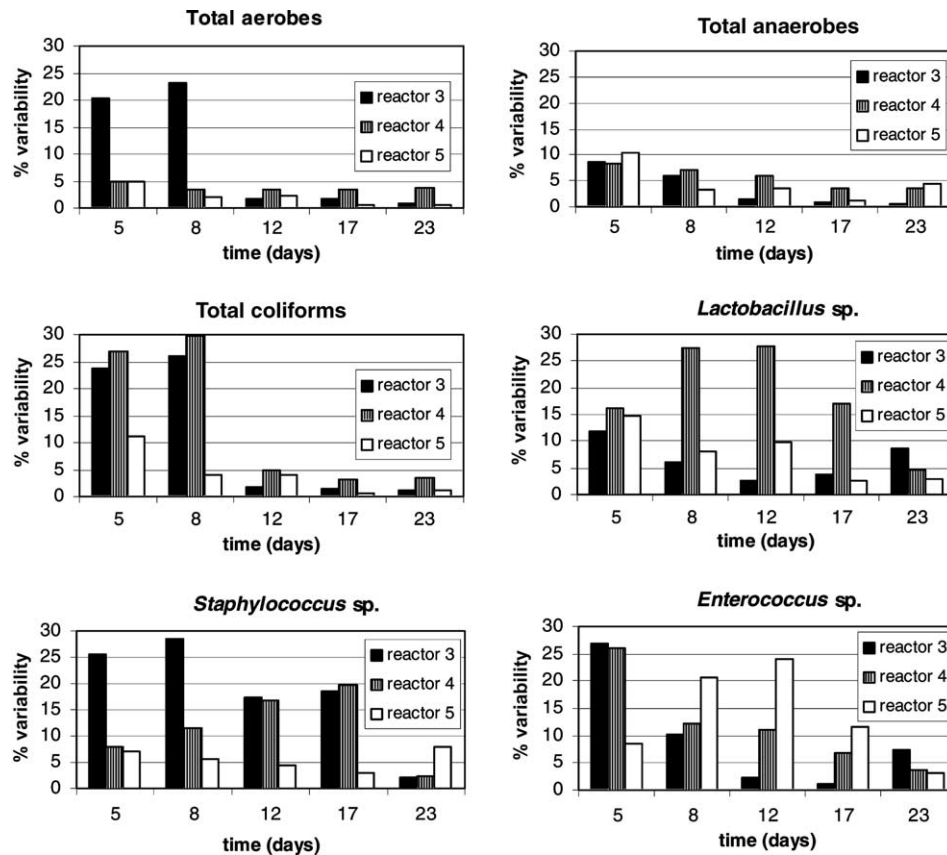 Total aerobes
30
25
20
15
10
5
0
% variability
reactor 3
reactor 4
reactor 5
5 8 12 17 23
time (days)
Total anaerobes
30
25
20
15
10
5
0
% variability
reactor 3
reactor 4
reactor 5
5 8 12 17 23
time (days)
Total coliforms
30
25
20
15
10
5
0
% variability
reactor 3
reactor 4
reactor 5
5 8 12 17 23
time (days)
Lactobacillus sp.
30
25
20
15
10
5
0
% variability
reactor 3
reactor 4
reactor 5
5 8 12 17 23
time (days)
Staphylococcus sp.
30
25
20
15
10
5
0
% variability
reactor 3
reactor 4
reactor 5
5 8 12 17 23
time (days)
Enterococcus sp.
30
25
20
15
10
5
0
% variability
reactor 3
reactor 4
reactor 5
5 8 12 17 23
time (days)